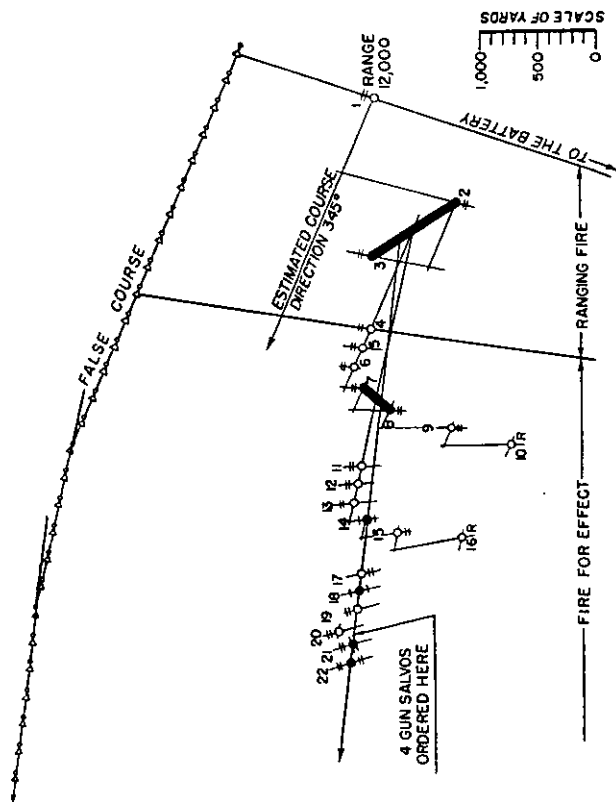 FALSE COURSE
ESTIMATED COURSE
DIRECTION 345°
RANGE
12,000
TO THE BATTERY
SCALE OF YARDS
1,000
500
0
1
2
3
4
5
6
7
8
9
10
R
11
12
13
14
15
16
R
17
18
19
20
21
22
4 GUN SALVOS
ORDERED HERE
RANGING FIRE
FIRE FOR EFFECT